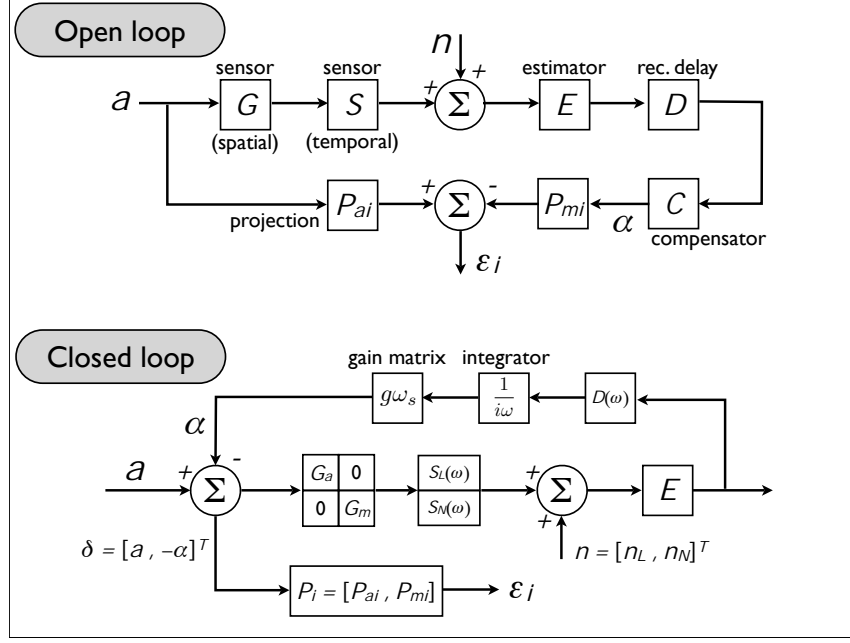 Open loop
n
sensor
sensor
+
+
estimator
rec. delay
a
G
S
Σ
E
D
(spatial)
(temporal)
projection
P_ai
+
Σ
-
P_mi
α
C
compensator
ε_i
Closed loop
gain matrix
integrator
gω_s
1/iω
D(ω)
α
a
+
-
Σ
G_a 0
0 G_m
S_L(ω)
S_N(ω)
+
Σ
+
E
δ = [a , -α]^T
n = [n_L , n_N]^T
P_i = [P_ai , P_mi]
ε_i